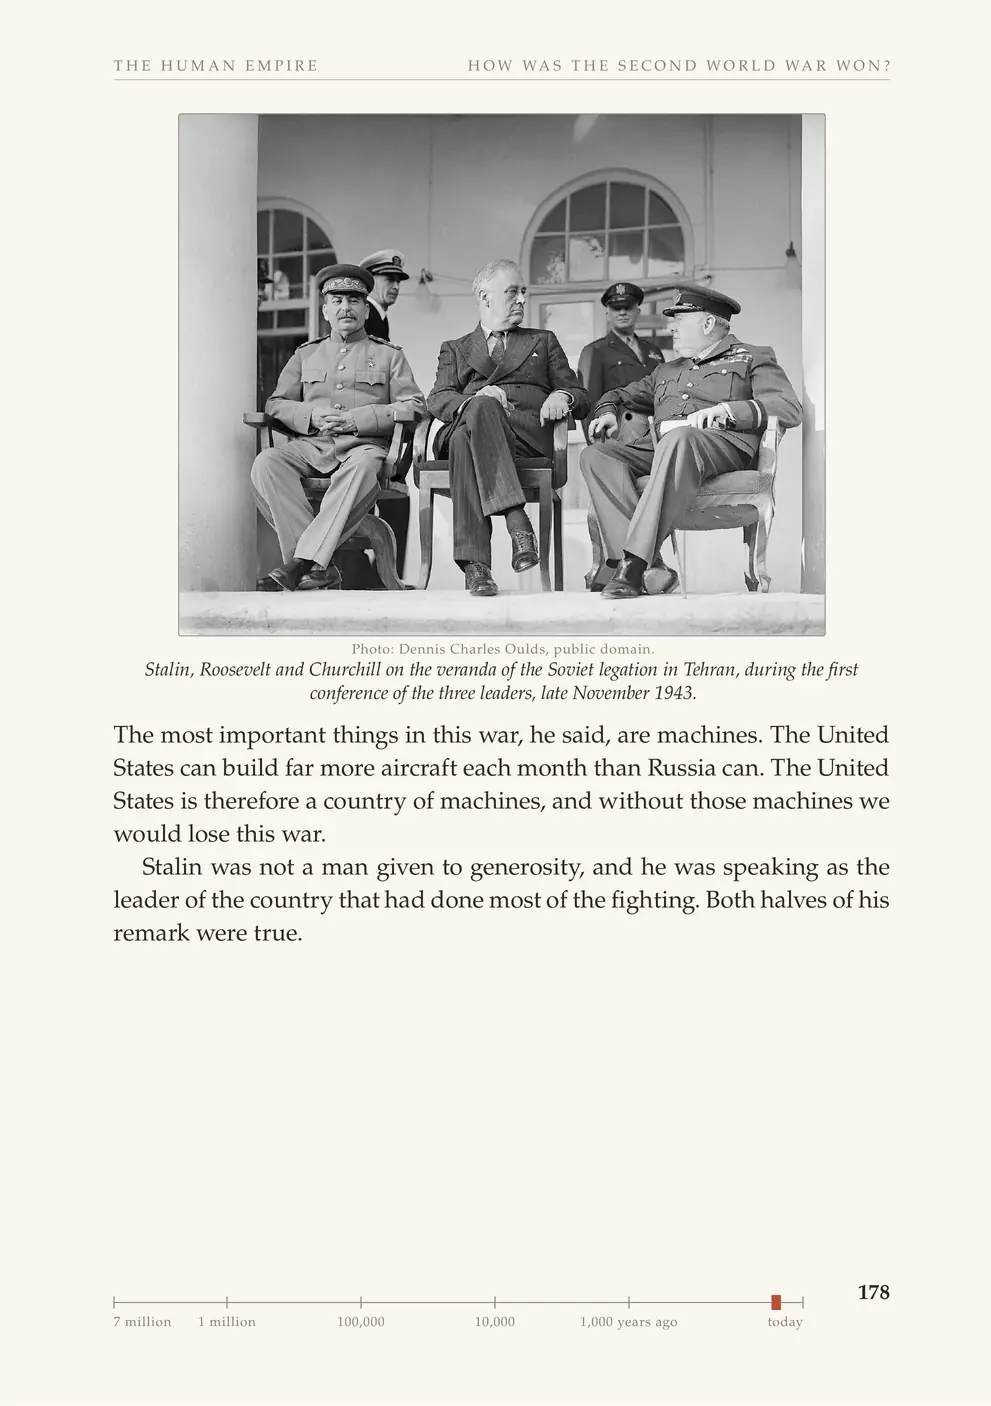 THE HUMAN EMPIRE
HOW WAS THE SECOND WORLD WAR WON?
Photo: Dennis Charles Oulds, public domain.
Stalin, Roosevelt and Churchill on the veranda of the Soviet legation in Tehran, during the first
conference of the three leaders, late November 1943.
The most important things in this war, he said, are machines. The United
States can build far more aircraft each month than Russia can. The United
States is therefore a country of machines, and without those machines we
would lose this war.
Stalin was not a man given to generosity, and he was speaking as the
leader of the country that had done most of the fighting. Both halves of his
remark were true.
178
7 million
1 million
100,000
10,000
1,000 years ago
today